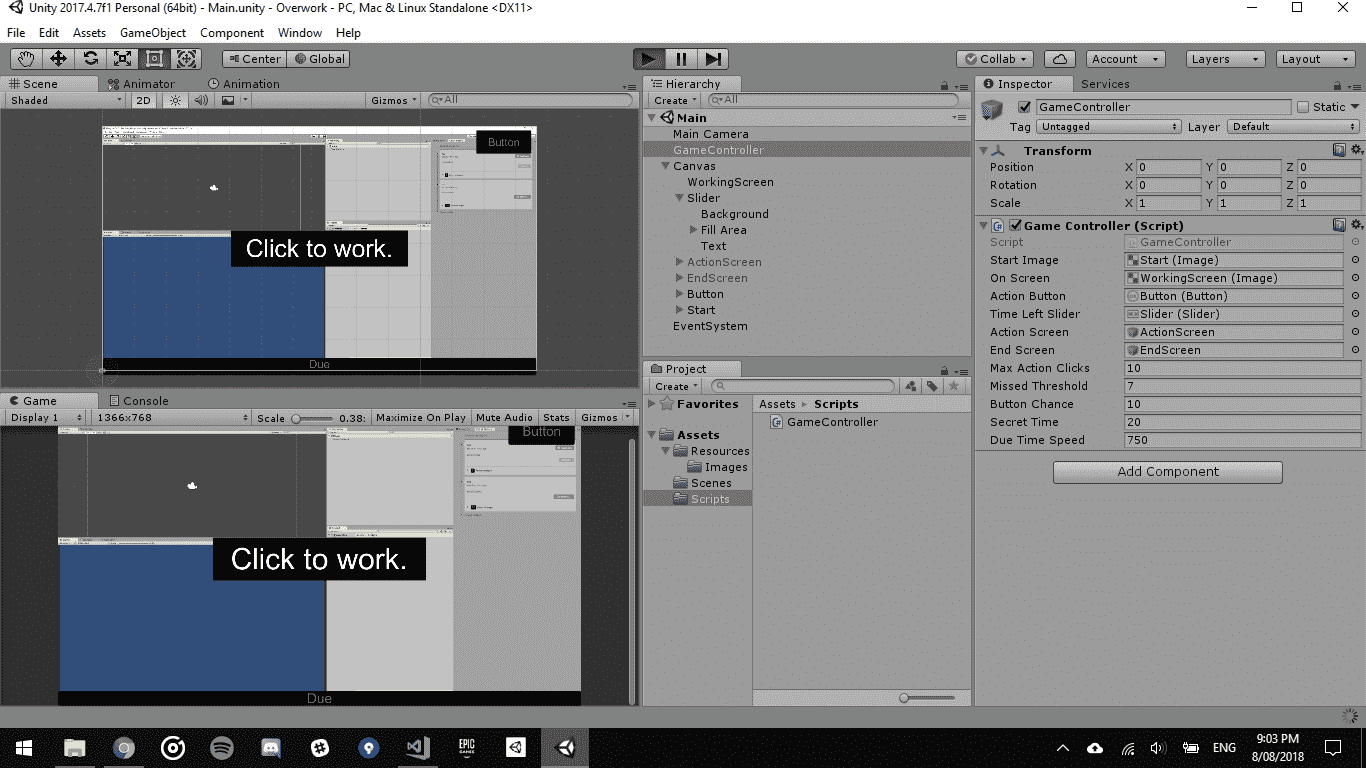 Unity 2017.4.7f1 Personal (64bit) - Main.unity - Overwork - PC, Mac & Linux Standalone <DX11>
File Edit Assets GameObject Component Window Help
Center Global Collab Account Layers Layout
Scene Animator Animation
Shaded 2D Gizmos All
Button
Click to work.
Due
Game Console
Display 1 1366x768 Scale 0.38: Maximize On Play Mute Audio Stats Gizmos
Button
Click to work.
Due
Hierarchy
Create All
Main
Main Camera
GameController
Canvas
WorkingScreen
Slider
Background
Fill Area
Text
ActionScreen
EndScreen
Button
Start
EventSystem
Project
Create
Favorites
Assets
Resources
Images
Scenes
Scripts
Assets Scripts
GameController
Inspector Services
GameController Static
Tag Untagged Layer Default
Transform
Position X 0 Y 0 Z 0
Rotation X 0 Y 0 Z 0
Scale X 1 Y 1 Z 1
Game Controller (Script)
Script GameController
Start Image Start (Image)
On Screen WorkingScreen (Image)
Action Button Button (Button)
Time Left Slider Slider (Slider)
Action Screen ActionScreen
End Screen EndScreen
Max Action Clicks 10
Missed Threshold 7
Button Chance 10
Secret Time 20
Due Time Speed 750
Add Component
EPIC
GAMES
ENG
9:03 PM
8/08/2018